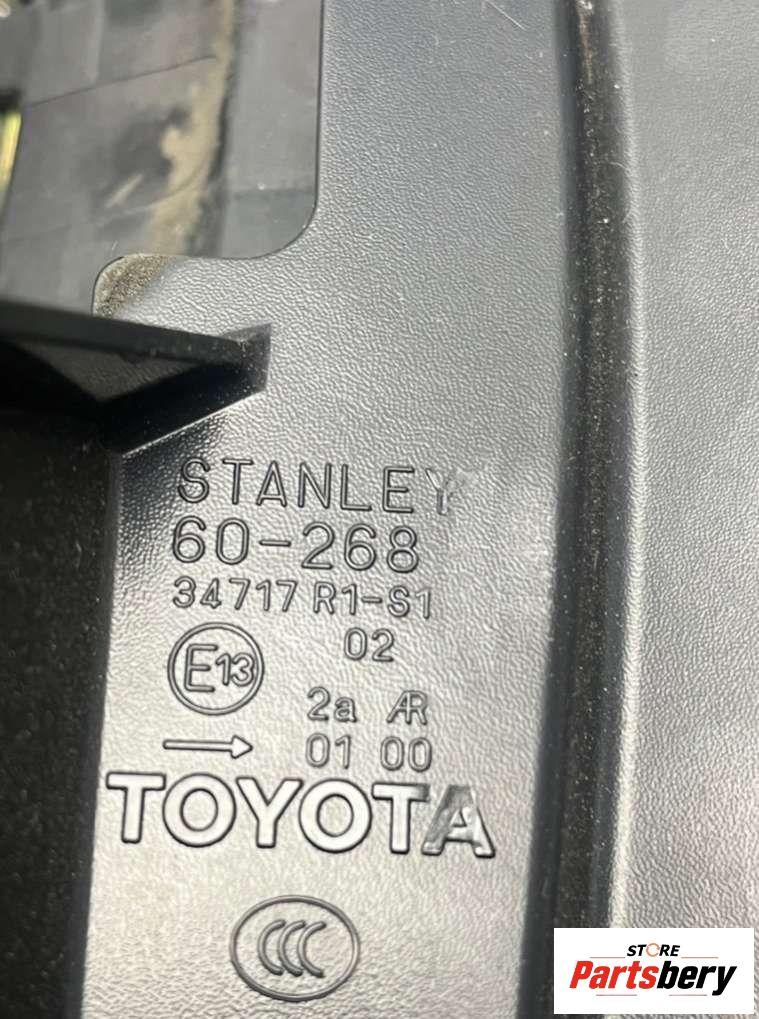 STANLEY
60-268
34717 R1-S1
02
E13
2a AR
01 00
TOYOTA
CCC
STORE
Partsbery